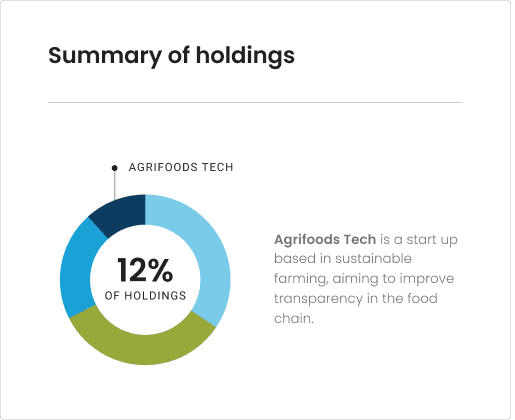 Summary of holdings
AGRIFOODS TECH
12%
OF HOLDINGS
Agrifoods Tech is a start up
based in sustainable
farming, aiming to improve
transparency in the food
chain.